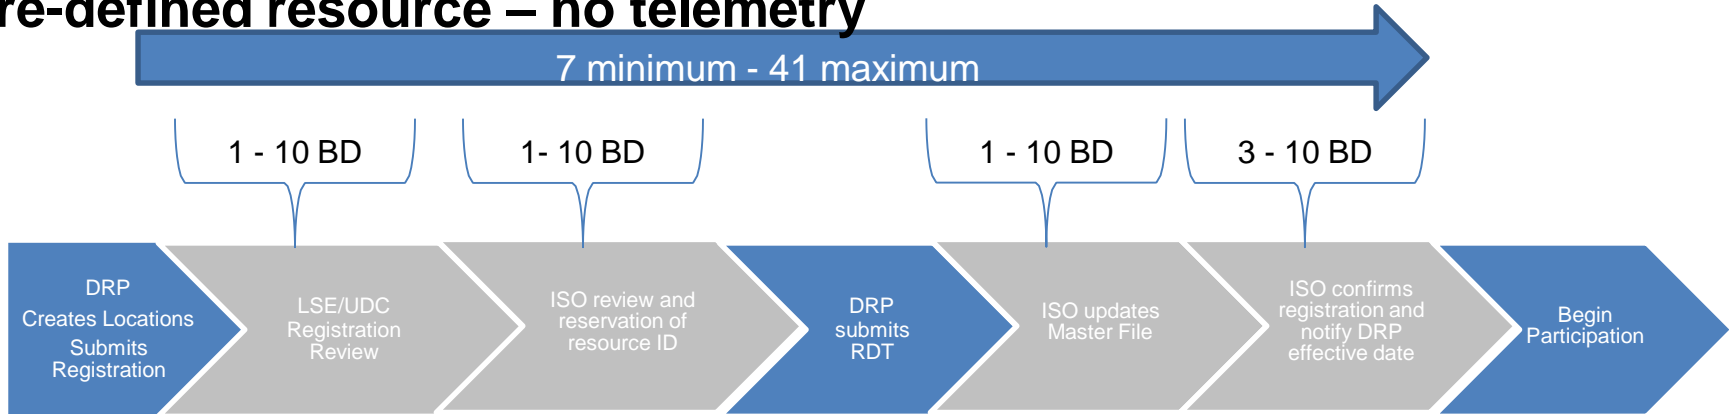 re-defined resource – no telemetry
7 minimum - 41 maximum
1 - 10 BD
1- 10 BD
1 - 10 BD
3 - 10 BD
DRP
Creates Locations
Submits
Registration
LSE/UDC
Registration
Review
ISO review and
reservation of
resource ID
DRP
submits
RDT
ISO updates
Master File
ISO confirms
registration and
notify DRP
effective date
Begin
Participation